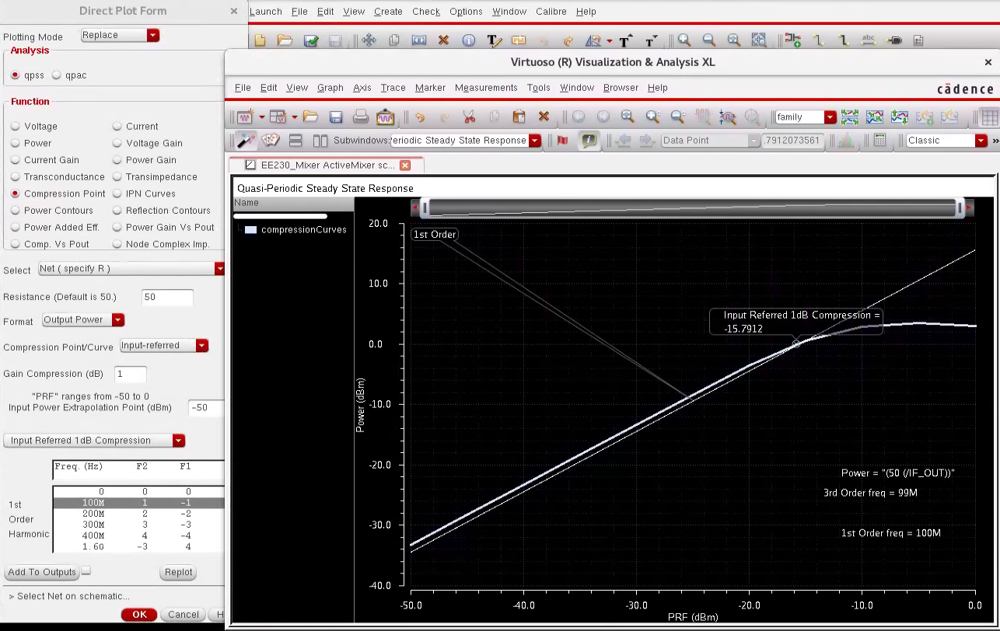 Direct Plot Form
Plotting Mode
Replace
Analysis
qpss
qpac
Function
Voltage
Current
Power
Voltage Gain
Current Gain
Power Gain
Transconductance
Transimpedance
Compression Point
IPN Curves
Power Contours
Reflection Contours
Power Added Eff.
Power Gain Vs Pout
Comp. Vs Pout
Node Complex Imp.
Select
Net ( specify R )
Resistance (Default is 50.)
50
Format
Output Power
Compression Point/Curve
Input-referred
Gain Compression (dB)
1
"PRF" ranges from -50 to 0
Input Power Extrapolation Point (dBm)
-50
Input Referred 1dB Compression
Freq. (Hz) F2 F1
0 0 0
100M 1 -1
200M 2 -2
300M 3 -3
400M 4 -4
1.6G -3 4
1st
Order
Harmonic
Add To Outputs
Replot
> Select Net on schematic...
OK
Cancel
H
Launch File Edit View Create Check Options Window Calibre Help
abc
Virtuoso (R) Visualization & Analysis XL
File Edit View Graph Axis Trace Marker Measurements Tools Window Browser Help
cādence
family
Subwindows:
eriodic Steady State Response
Data Point
.7912073561
Classic
EE230_Mixer ActiveMixer sc...
Quasi-Periodic Steady State Response
Name
compressionCurves
20.0
10.0
0.0
-10.0
-20.0
-30.0
-40.0
Power (dBm)
1st Order
Input Referred 1dB Compression =
-15.7912
Power = "(50 (/IF_OUT))"
3rd Order freq = 99M
1st Order freq = 100M
-50.0 -40.0 -30.0 -20.0 -10.0 0.0
PRF (dBm)